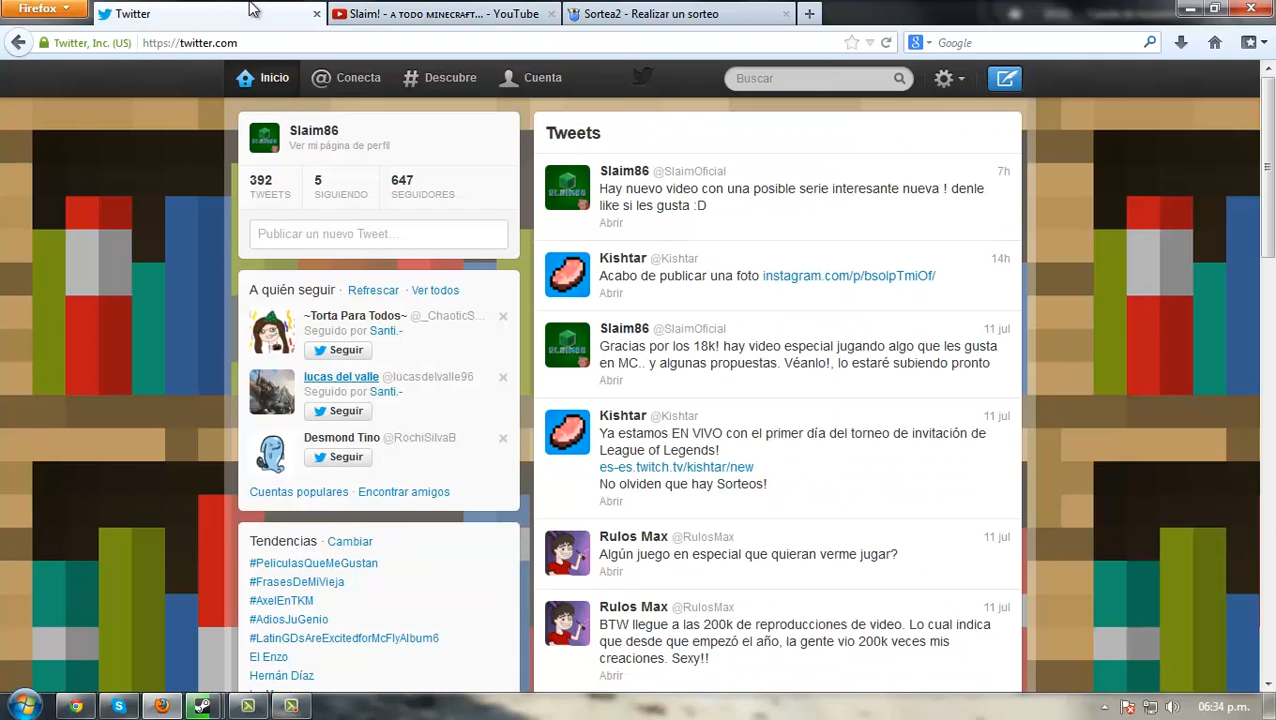 Firefox
Twitter
Slaim! - A TODO MINECRAFT... - YouTube
Sortea2 - Realizar un sorteo
Twitter, Inc. (US)
https://twitter.com
Google
Inicio
Conecta
Descubre
Cuenta
Buscar
Slaim86
Ver mi página de perfil
392
TWEETS
5
SIGUIENDO
647
SEGUIDORES
Publicar un nuevo Tweet...
A quién seguir · Refrescar · Ver todos
~Torta Para Todos~ @_ChaoticS...
Seguido por Santi.-
Seguir
lucas del valle @lucasdelvalle96
Seguido por Santi.-
Seguir
Desmond Tino @RochiSilvaB
Seguir
Cuentas populares · Encontrar amigos
Tendencias · Cambiar
#PeliculasQueMeGustan
#FrasesDeMiVieja
#AxelEnTKM
#AdiosJuGenio
#LatinGDsAreExcitedforMcFlyAlbum6
El Enzo
Hernán Díaz
Tweets
Slaim86 @SlaimOficial 7h
Hay nuevo video con una posible serie interesante nueva ! denle
like si les gusta :D
Abrir
Kishtar @Kishtar 14h
Acabo de publicar una foto instagram.com/p/bsolpTmiOf/
Abrir
Slaim86 @SlaimOficial 11 jul
Gracias por los 18k! hay video especial jugando algo que les gusta
en MC.. y algunas propuestas. Véanlo!, lo estaré subiendo pronto
Abrir
Kishtar @Kishtar 11 jul
Ya estamos EN VIVO con el primer día del torneo de invitación de
League of Legends!
es-es.twitch.tv/kishtar/new
No olviden que hay Sorteos!
Abrir
Rulos Max @RulosMax 11 jul
Algún juego en especial que quieran verme jugar?
Abrir
Rulos Max @RulosMax 11 jul
BTW llegue a las 200k de reproducciones de video. Lo cual indica
que desde que empezó el año, la gente vio 200k veces mis
creaciones. Sexy!!
Abrir
06:34 p.m.